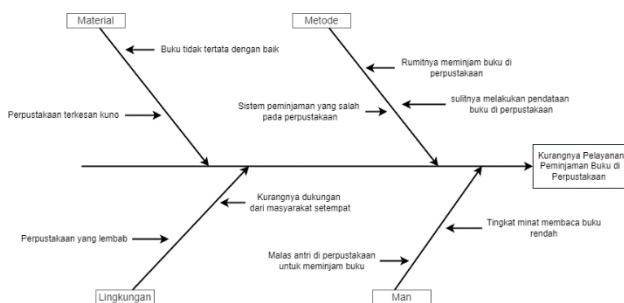 Material
Metode
Buku tidak tertata dengan baik
Rumitnya meminjam buku di
perpustakaan
Perpustakaan terkesan kuno
Sistem peminjaman yang salah
pada perpustakaan
sulitnya melakukan pendataan
buku di perpustakaan
Kurangnya Pelayanan
Peminjaman Buku di
Perpustakaan
Kurangnya dukungan
dari masyarakat setempat
Perpustakaan yang lembab
Tingkat minat membaca buku
rendah
Malas antri di perpustakaan
untuk meminjam buku
Lingkungan
Man